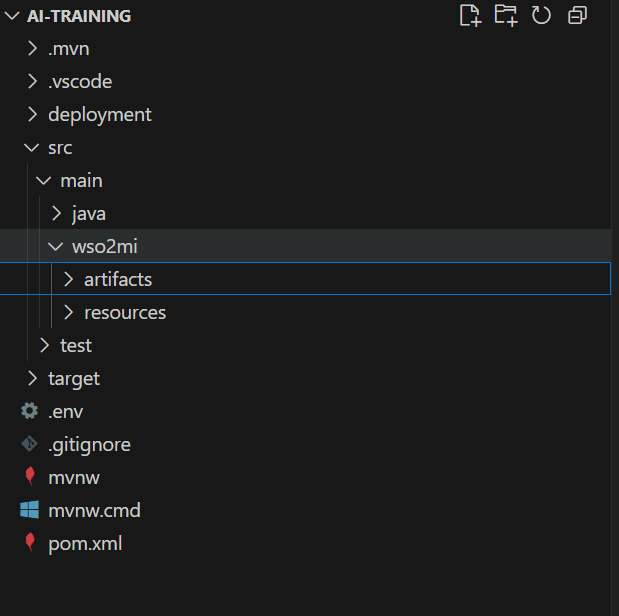 AI-TRAINING
.mvn
.vscode
deployment
src
main
java
wso2mi
artifacts
resources
test
target
.env
.gitignore
mvnw
mvnw.cmd
pom.xml